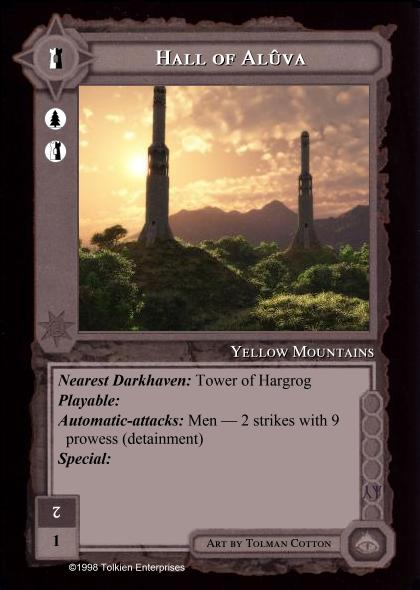 HALL OF ALÛVA
YELLOW MOUNTAINS
Nearest Darkhaven: Tower of Hargrog
Playable:
Automatic-attacks: Men — 2 strikes with 9
prowess (detainment)
Special:
2
1
ART BY TOLMAN COTTON
©1998 Tolkien Enterprises